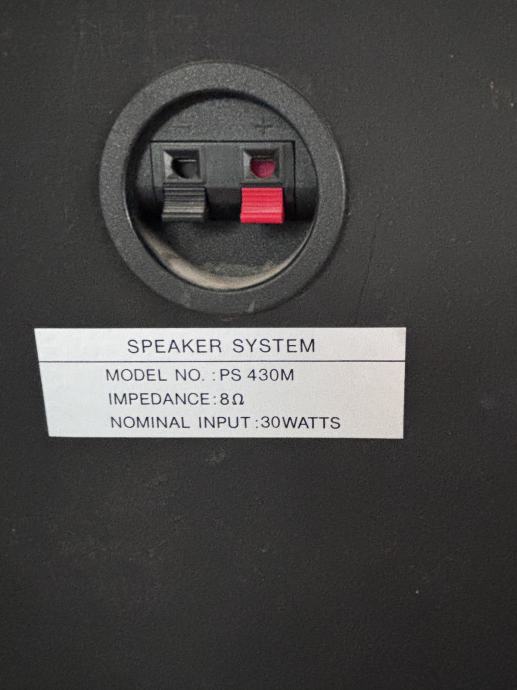 − +
SPEAKER SYSTEM
MODEL NO. : PS 430M
IMPEDANCE : 8Ω
NOMINAL INPUT : 30WATTS